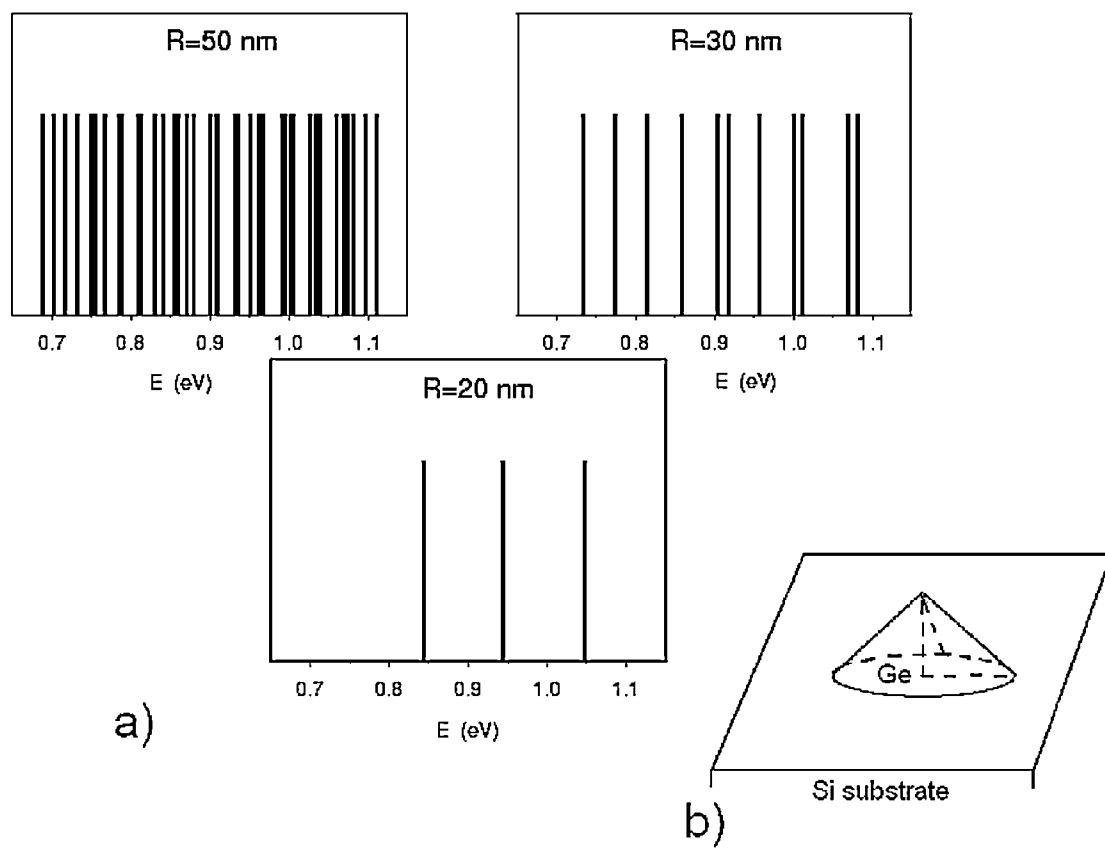 R=50 nm
0.7 0.8 0.9 1.0 1.1
E (eV)
R=30 nm
0.7 0.8 0.9 1.0 1.1
E (eV)
R=20 nm
0.7 0.8 0.9 1.0 1.1
E (eV)
a)
Ge
Si substrate
b)